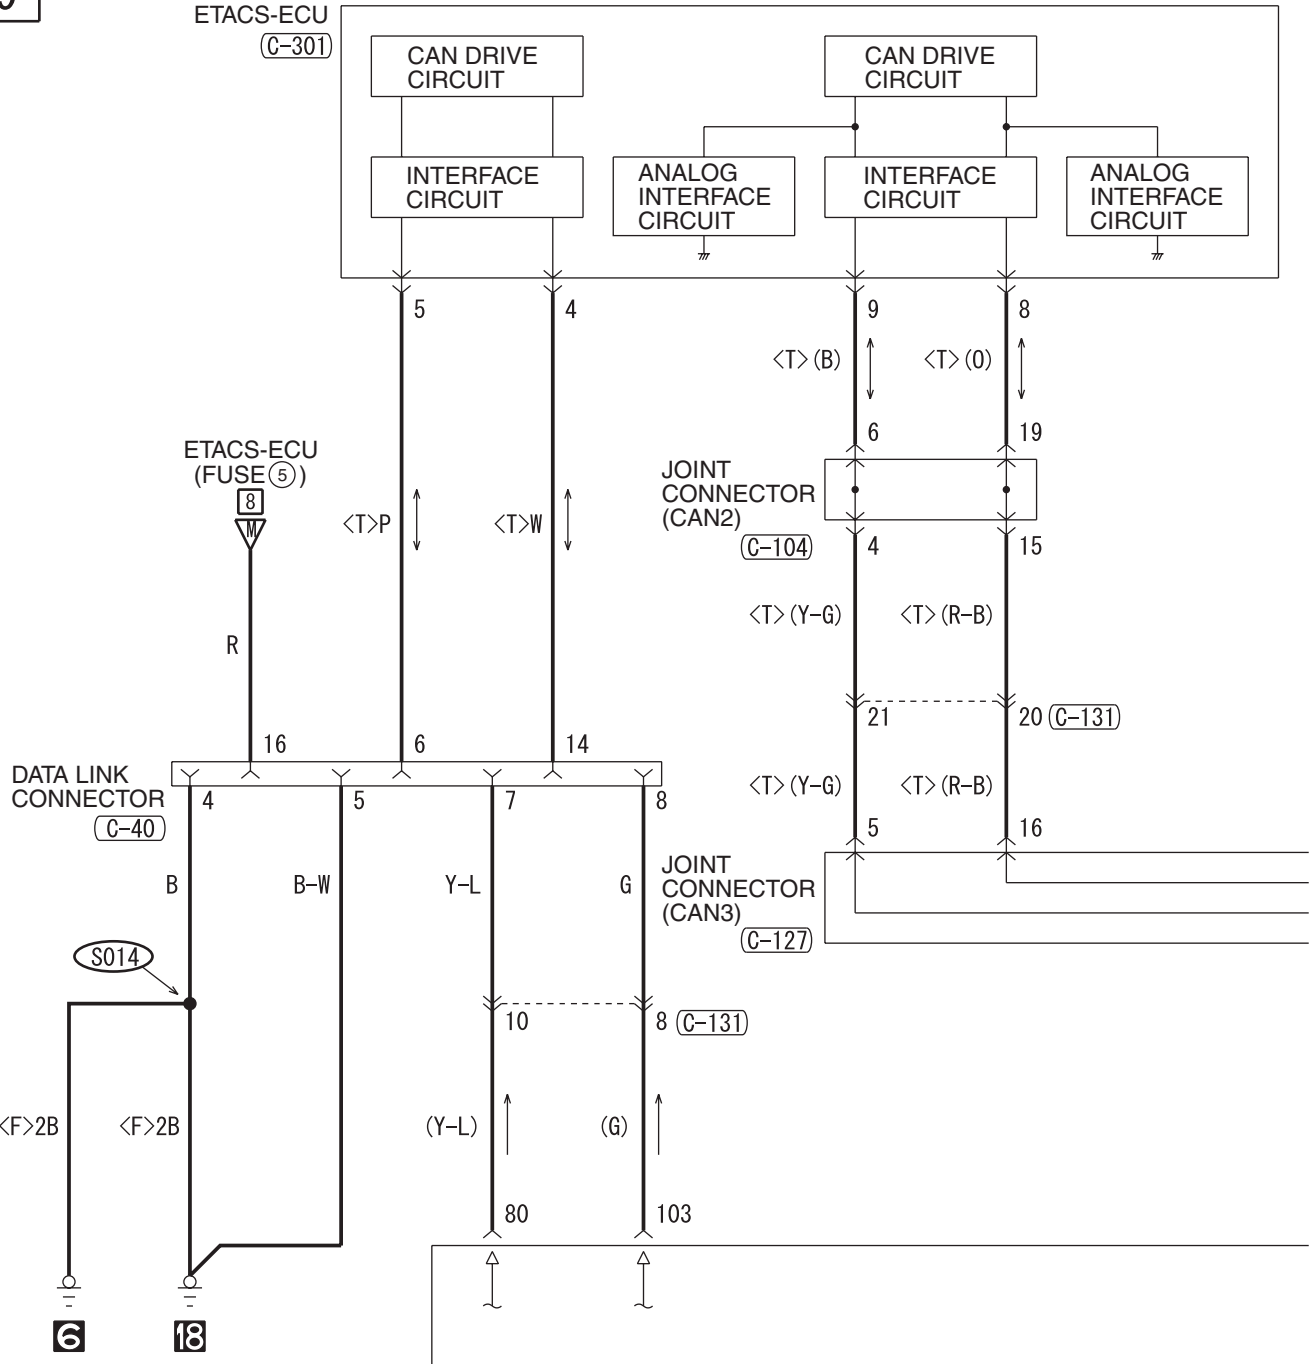 ETACS-ECU
C-301
CAN DRIVE
CIRCUIT
CAN DRIVE
CIRCUIT
INTERFACE
CIRCUIT
ANALOG
INTERFACE
CIRCUIT
INTERFACE
CIRCUIT
ANALOG
INTERFACE
CIRCUIT
5
4
9
8
<T>(B)
<T>(O)
6
19
ETACS-ECU
(FUSE 5)
8
M
<T>P
<T>W
JOINT
CONNECTOR
(CAN2)
C-104
4
15
<T>(Y-G)
<T>(R-B)
R
21
20
C-131
16
6
14
DATA LINK
CONNECTOR
C-40
4
5
7
8
<T>(Y-G)
<T>(R-B)
5
16
B
B-W
Y-L
G
JOINT
CONNECTOR
(CAN3)
C-127
S014
10
8
C-131
<F>2B
<F>2B
(Y-L)
(G)
80
103
6
18